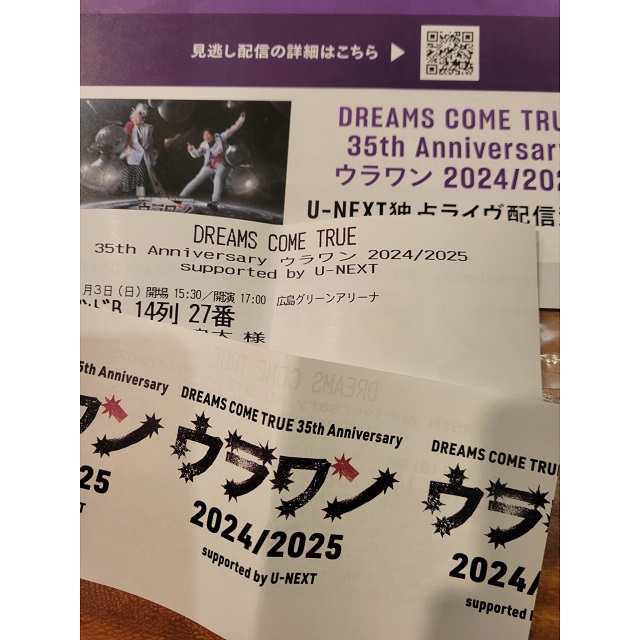 見逃し配信の詳細はこちら
DREAMS COME TRU
35th Anniversary
ウラワン 2024/202
U-NEXT独占ライヴ配信
ウラワン
DREAMS COME TRUE
35th Anniversary ウラワン 2024/2025
supported by U-NEXT
月3日(日) 開場 15:30/開演 17:00 広島グリーンアリーナ
14列 27番
様
5th Anniversary
ワン
25
XT
DREAMS COME TRUE 35th Anniversary
ウラワン
2024/2025
supported by U-NEXT
DREAMS COME TRUE
ウラ
2024/
supported by